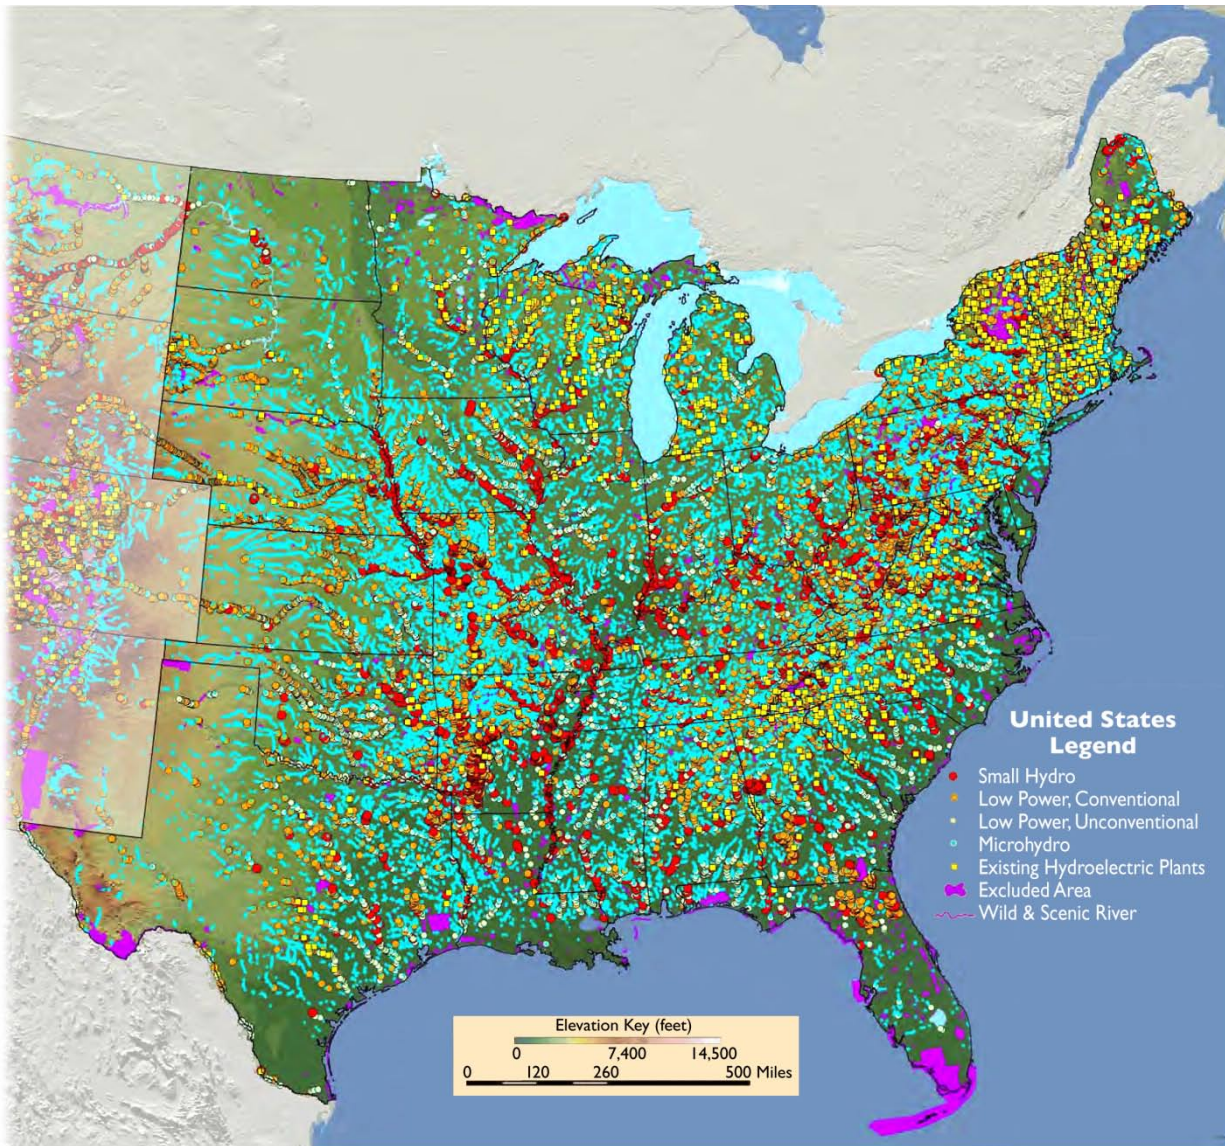 United States
Legend
Small Hydro
Low Power, Conventional
Low Power, Unconventional
Microhydro
Existing Hydroelectric Plants
Excluded Area
Wild & Scenic River
Elevation Key (feet)
0 7,400 14,500
0 120 260 500 Miles